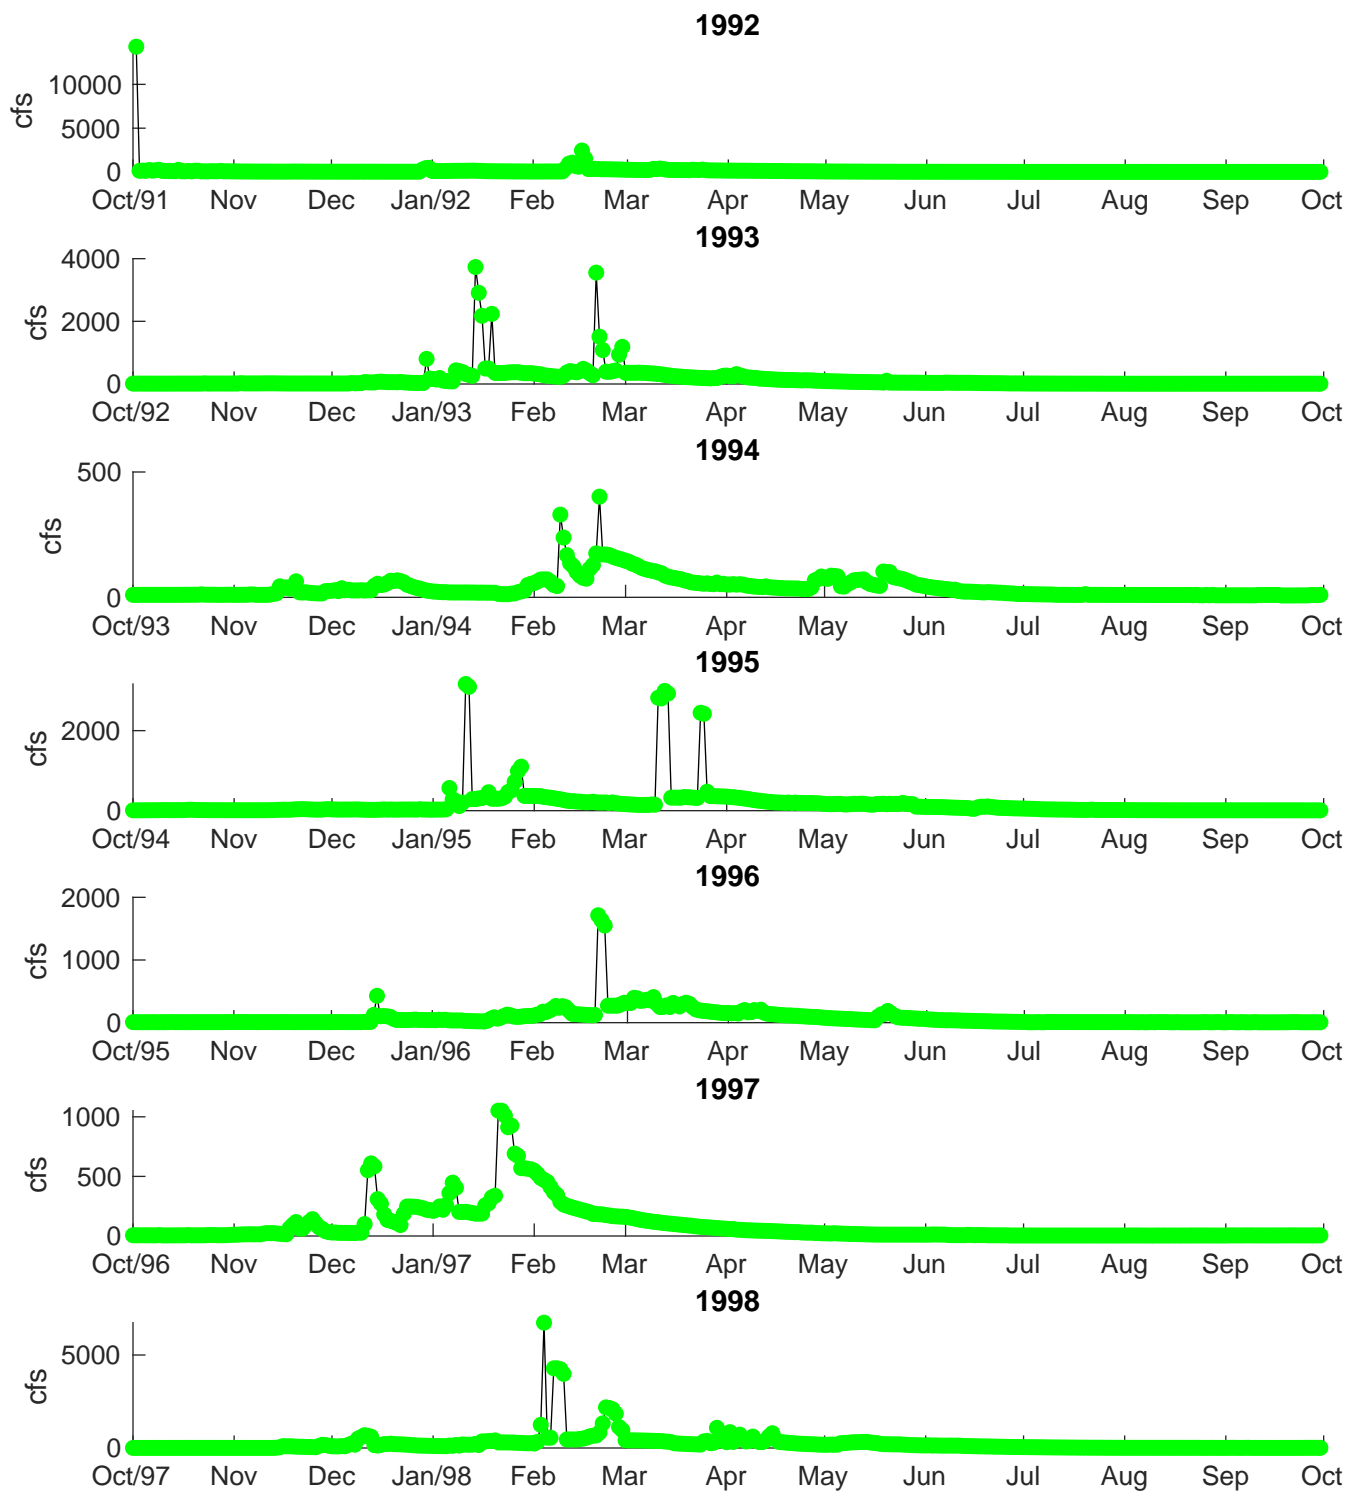 1992
cfs
10000
5000
0
Oct/91 Nov Dec Jan/92 Feb Mar Apr May Jun Jul Aug Sep Oct
1993
cfs
4000
2000
0
Oct/92 Nov Dec Jan/93 Feb Mar Apr May Jun Jul Aug Sep Oct
1994
cfs
500
0
Oct/93 Nov Dec Jan/94 Feb Mar Apr May Jun Jul Aug Sep Oct
1995
cfs
2000
0
Oct/94 Nov Dec Jan/95 Feb Mar Apr May Jun Jul Aug Sep Oct
1996
cfs
2000
1000
0
Oct/95 Nov Dec Jan/96 Feb Mar Apr May Jun Jul Aug Sep Oct
1997
cfs
1000
500
0
Oct/96 Nov Dec Jan/97 Feb Mar Apr May Jun Jul Aug Sep Oct
1998
cfs
5000
0
Oct/97 Nov Dec Jan/98 Feb Mar Apr May Jun Jul Aug Sep Oct